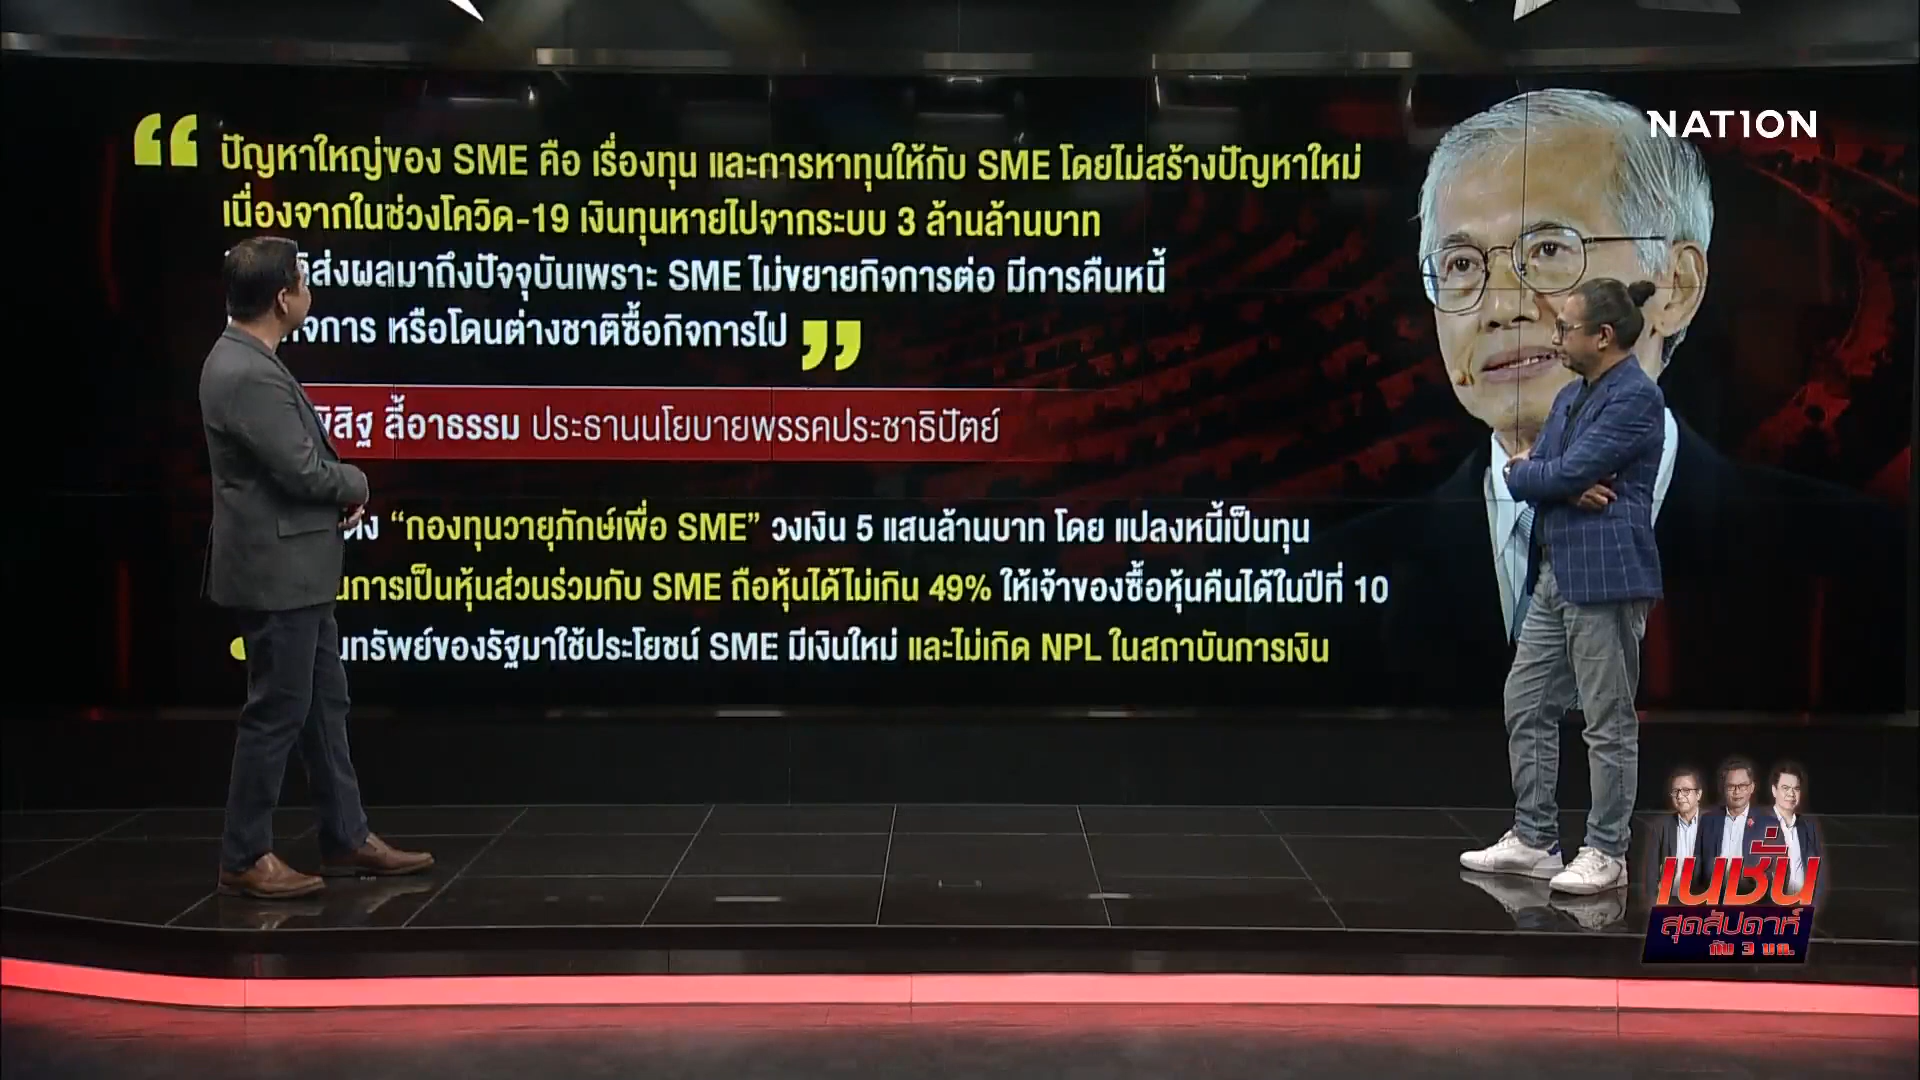 NATION
ปัญหาใหญ่ของ SME คือ เรื่องทุน และการหาทุนให้กับ SME โดยไม่สร้างปัญหาใหม่
เนื่องจากในช่วงโควิด-19 เงินทุนหายไปจากระบบ 3 ล้านล้านบาท
ส่งผลมาถึงปัจจุบันเพราะ SME ไม่ขยายกิจการต่อ มีการคืนหนี้
หรือโดนต่างชาติซื้อกิจการไป
พิสิฐ ลี้อาธรรม ประธานนโยบายพรรคประชาธิปัตย์
“กองทุนวายุภักษ์เพื่อ SME” วงเงิน 5 แสนล้านบาท โดย แปลงหนี้เป็นทุน
การเป็นหุ้นส่วนร่วมกับ SME ถือหุ้นได้ไม่เกิน 49% ให้เจ้าของซื้อหุ้นคืนได้ในปีที่ 10
ทรัพย์ของรัฐมาใช้ประโยชน์ SME มีเงินใหม่ และไม่เกิด NPL ในสถาบันการเงิน
เนชั่น
สุดสัปดาห์
กับ 3 บก.